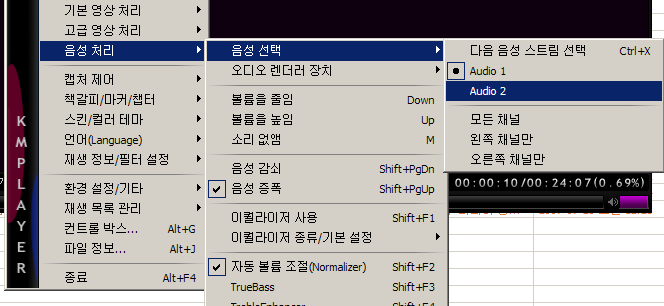 기본 영상 처리
고급 영상 처리
음성 처리
캡처 제어
책갈피/마커/챕터
스킨/컬러 테마
언어(Language)
재생 정보/필터 설정
환경 설정/기타
재생 목록 관리
컨트롤 박스... Alt+G
파일 정보... Alt+J
종료 Alt+F4
음성 선택
오디오 렌더러 장치
볼륨을 줄임 Down
볼륨을 높임 Up
소리 없앰 M
음성 감쇠 Shift+PgDn
음성 증폭 Shift+PgUp
이퀄라이저 사용 Shift+F1
이퀄라이저 종류/기본 설정
자동 볼륨 조절(Normalizer) Shift+F2
TrueBass Shift+F3
TrebleEnhancer Shift+F4
다음 음성 스트림 선택 Ctrl+X
Audio 1
Audio 2
모든 채널
왼쪽 채널만
오른쪽 채널만
00:00:10/00:24:07(0.69%)
KMPLAYER